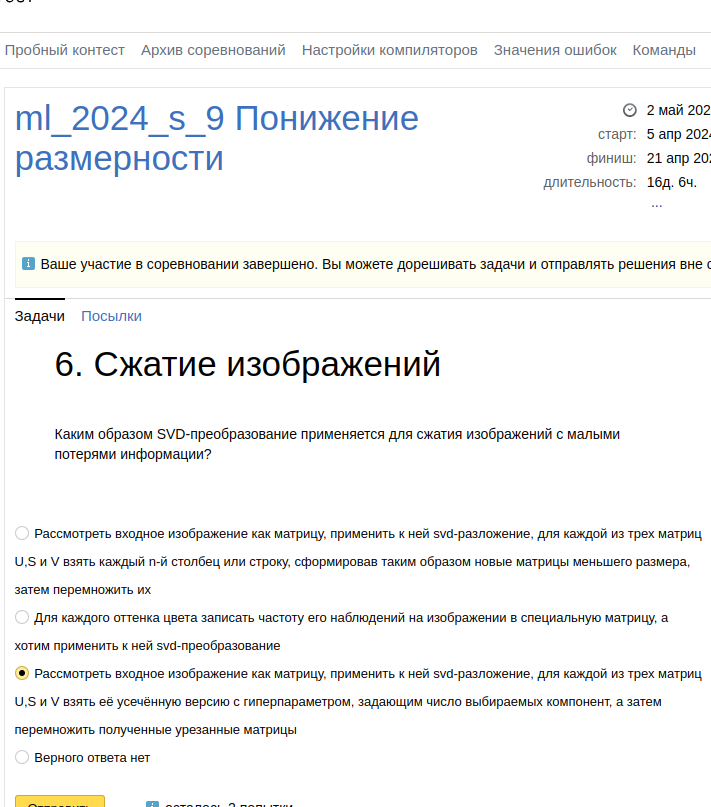 Пробный контест Архив соревнований Настройки компиляторов Значения ошибок Команды
ml_2024_s_9 Понижение
размерности
2 май 202
старт: 5 апр 2024
финиш: 21 апр 202
длительность: 16д. 6ч.
...
Ваше участие в соревновании завершено. Вы можете дорешивать задачи и отправлять решения вне
Задачи Посылки
6. Сжатие изображений
Каким образом SVD-преобразование применяется для сжатия изображений с малыми
потерями информации?
Рассмотреть входное изображение как матрицу, применить к ней svd-разложение, для каждой из трех матриц
U,S и V взять каждый n-й столбец или строку, сформировав таким образом новые матрицы меньшего размера,
затем перемножить их
Для каждого оттенка цвета записать частоту его наблюдений на изображении в специальную матрицу, а
хотим применить к ней svd-преобразование
Рассмотреть входное изображение как матрицу, применить к ней svd-разложение, для каждой из трех матриц
U,S и V взять её усечённую версию с гиперпараметром, задающим число выбираемых компонент, а затем
перемножить полученные урезанные матрицы
Верного ответа нет
Отправить осталось 2 попытки